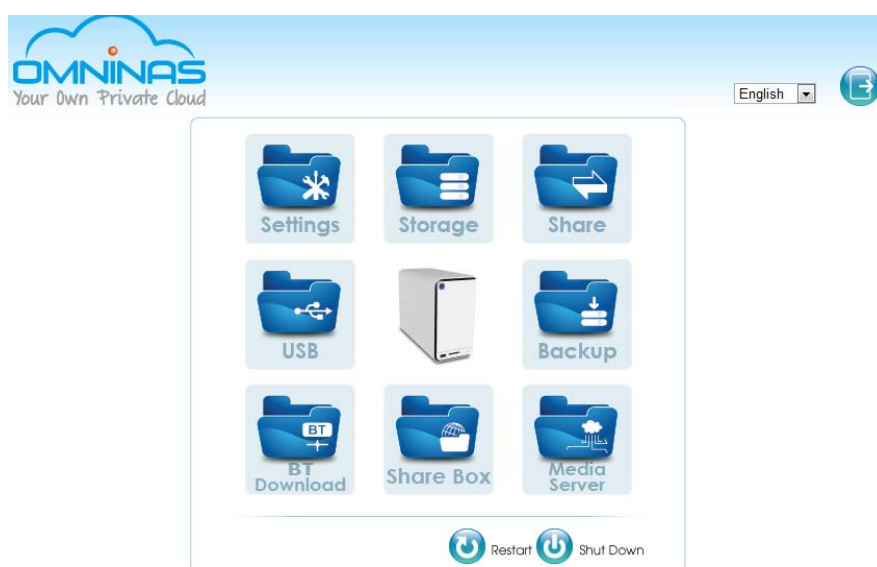 OMNINAS
Your Own Private Cloud
English
Settings
Storage
Share
USB
Backup
BT
BT
Download
Share Box
Media
Server
Restart
Shut Down